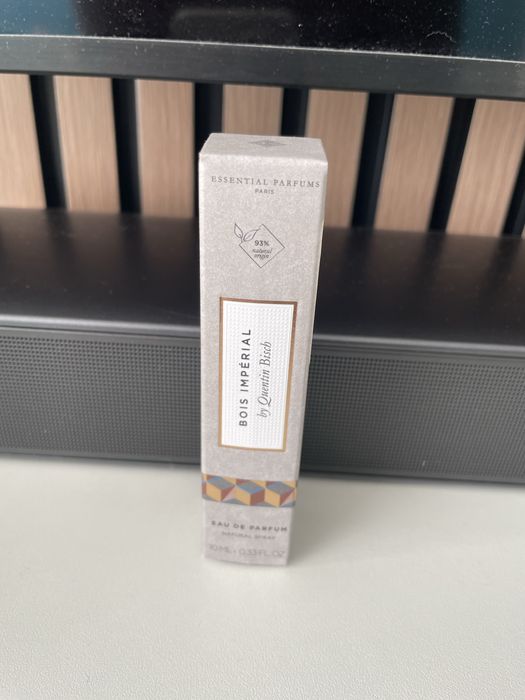 ESSENTIAL PARFUMS
PARIS
93%
natural
origin
BOIS IMPÉRIAL
by Quentin Bisch
EAU DE PARFUM
NATURAL SPRAY
10 ML • 0.33 FL.OZ